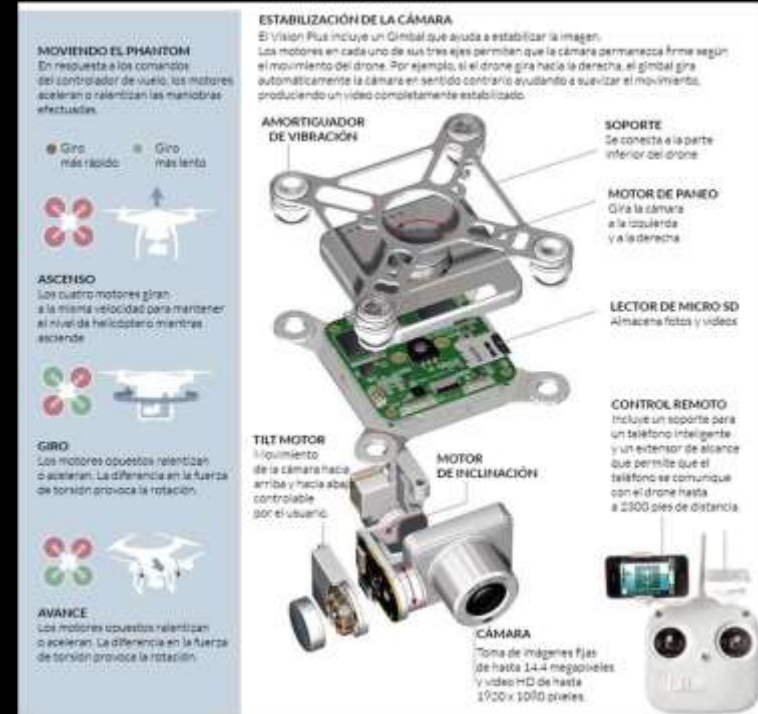 MOVIENDO EL PHANTOM
En respuesta a los comandos
del controlador de vuelo, los motores
aceleran o ralentizan las maniobras
efectuadas.
Giro
más rápido
Giro
más lento
ASCENSO
Los cuatro motores giran
a la misma velocidad para mantener
el nivel de helicóptero mientras
asciende
GIRO
Los motores opuestos ralentizan
o aceleran. La diferencia en la fuerza
de torsión provoca la rotación.
AVANCE
Los motores opuestos ralentizan
o aceleran. La diferencia en la fuerza
de torsión provoca la rotación.
ESTABILIZACIÓN DE LA CÁMARA
El Vision Plus incluye un Gimbal que ayuda a estabilizar la imagen.
Los motores en cada uno de sus tres ejes permiten que la cámara permanezca firme según
el movimiento del drone. Por ejemplo, si el drone gira hacia la derecha, el gimbal gira
automáticamente la cámara en sentido contrario ayudando a suavizar el movimiento,
produciendo un video completamente estabilizado.
AMORTIGUADOR
DE VIBRACIÓN
SOPORTE
Se conecta a la parte
inferior del drone
MOTOR DE PANEO
Gira la cámara
a la izquierda
y a la derecha
LECTOR DE MICRO SD
Almacena fotos y videos
CONTROL REMOTO
Incluye un soporte para
un teléfono inteligente
y un extensor de alcance
que permite que el
teléfono se comunique
con el drone hasta
a 2300 pies de distancia.
TILT MOTOR
Movimiento
de la cámara hacia
arriba y hacia abajo
controlable
por el usuario.
MOTOR
DE INCLINACIÓN
CÁMARA
Toma de imágenes fijas
de hasta 14.4 megapíxeles
y video HD de hasta
1920 x 1080 píxeles.